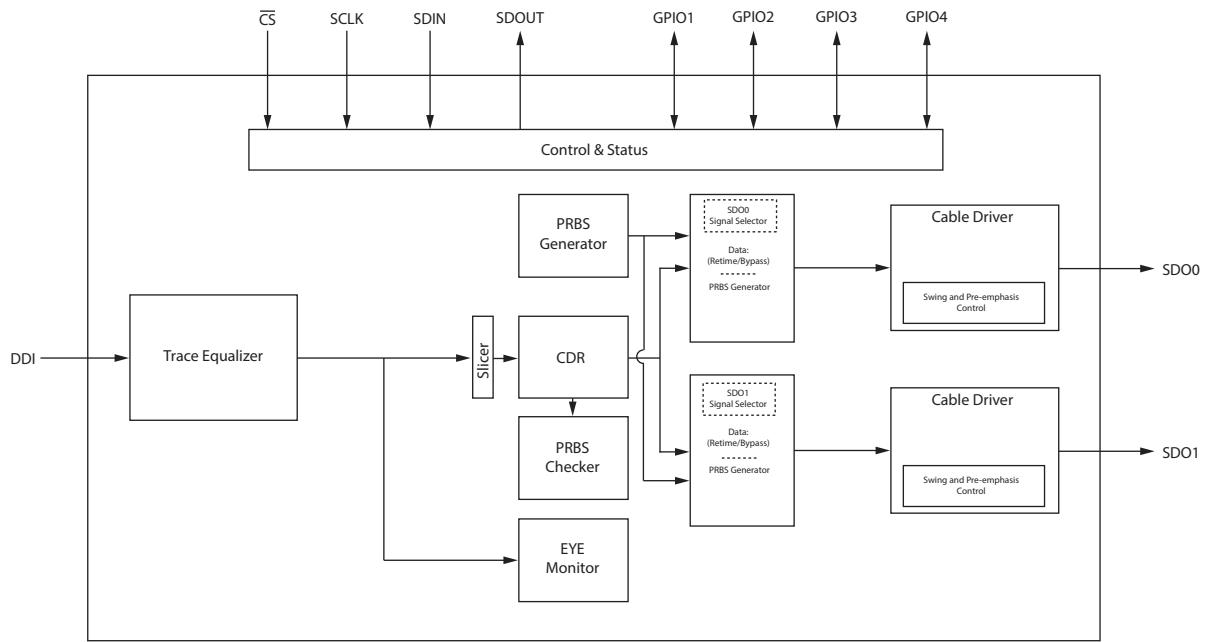 CS
SCLK
SDIN
SDOUT
GPIO1
GPIO2
GPIO3
GPIO4
Control & Status
PRBS
Generator
SDO0
Signal Selector
Data:
(Retime/Bypass)
PRBS Generator
Cable Driver
Swing and Pre-emphasis
Control
SDO0
DDI
Trace Equalizer
Slicer
CDR
PRBS
Checker
SDO1
Signal Selector
Data:
(Retime/Bypass)
PRBS Generator
Cable Driver
Swing and Pre-emphasis
Control
SDO1
EYE
Monitor